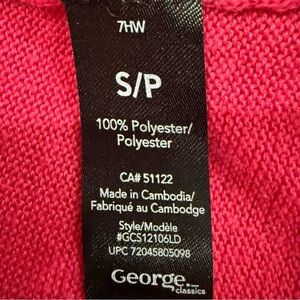 7HW
S/P
100% Polyester/
Polyester
CA# 51122
Made in Cambodia/
Fabriqué au Cambodge
Style/Modèle
#GCS12106LD
UPC 72045805098
George
classics